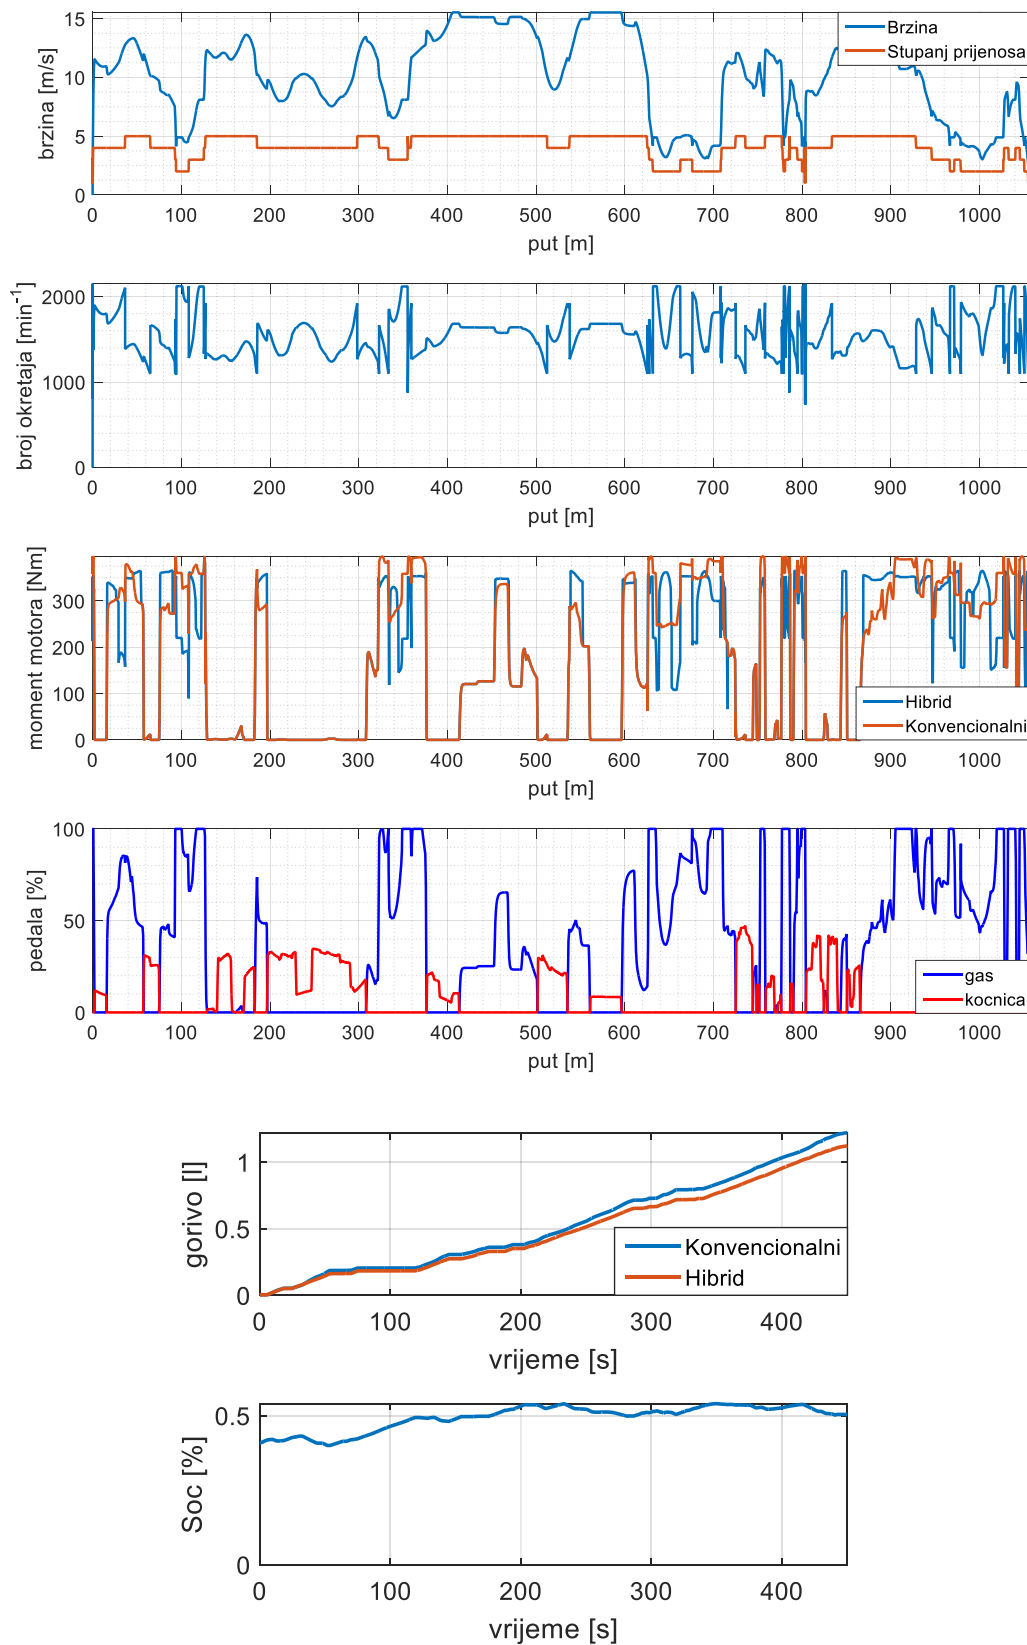 15
10
5
0
brzina [m/s]
Brzina
Stupanj prijenosa
0 100 200 300 400 500 600 700 800 900 1000
put [m]
2000
1000
0
broj okretaja [min-1]
0 100 200 300 400 500 600 700 800 900 1000
put [m]
300
200
100
0
moment motora [Nm]
Hibrid
Konvencionalni
0 100 200 300 400 500 600 700 800 900 1000
put [m]
100
50
0
pedala [%]
gas
kocnica
0 100 200 300 400 500 600 700 800 900 1000
put [m]
1
0.5
0
gorivo [l]
Konvencionalni
Hibrid
0 100 200 300 400
vrijeme [s]
0.5
0
Soc [%]
0 100 200 300 400
vrijeme [s]